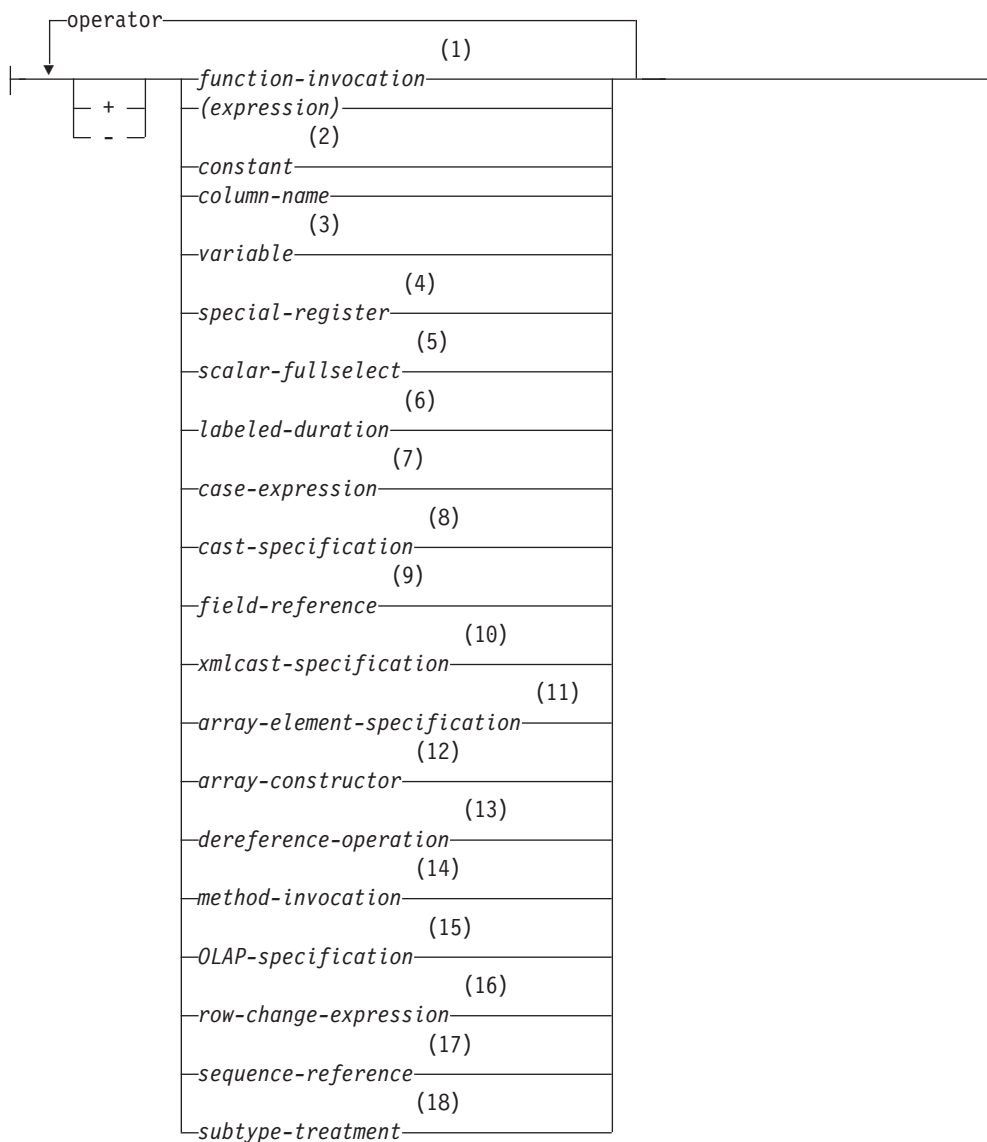 operator
(1)
function-invocation
+
(expression)
-
(2)
constant
column-name
(3)
variable
(4)
special-register
(5)
scalar-fullselect
(6)
labeled-duration
(7)
case-expression
(8)
cast-specification
(9)
field-reference
(10)
xmlcast-specification
(11)
array-element-specification
(12)
array-constructor
(13)
dereference-operation
(14)
method-invocation
(15)
OLAP-specification
(16)
row-change-expression
(17)
sequence-reference
(18)
subtype-treatment